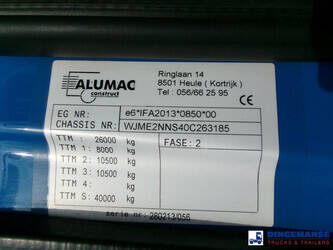 ALUMAC
construct
Ringlaan 14
8501 Heule ( Kortrijk )
Tel : 056/66 25 95
EG NR: e6*IFA2013*0850*00
CHASSIS NR: WJME2NNS40C263185
TTM : 26000 kg FASE: 2
TTM 1: 8000 kg
TTM 2: 10500 kg
TTM 3: 10500 kg
TTM 4: kg
TTM S: 40000 kg
serie nr: 280213/056
DINGEMANSE
TRUCKS & TRAILERS